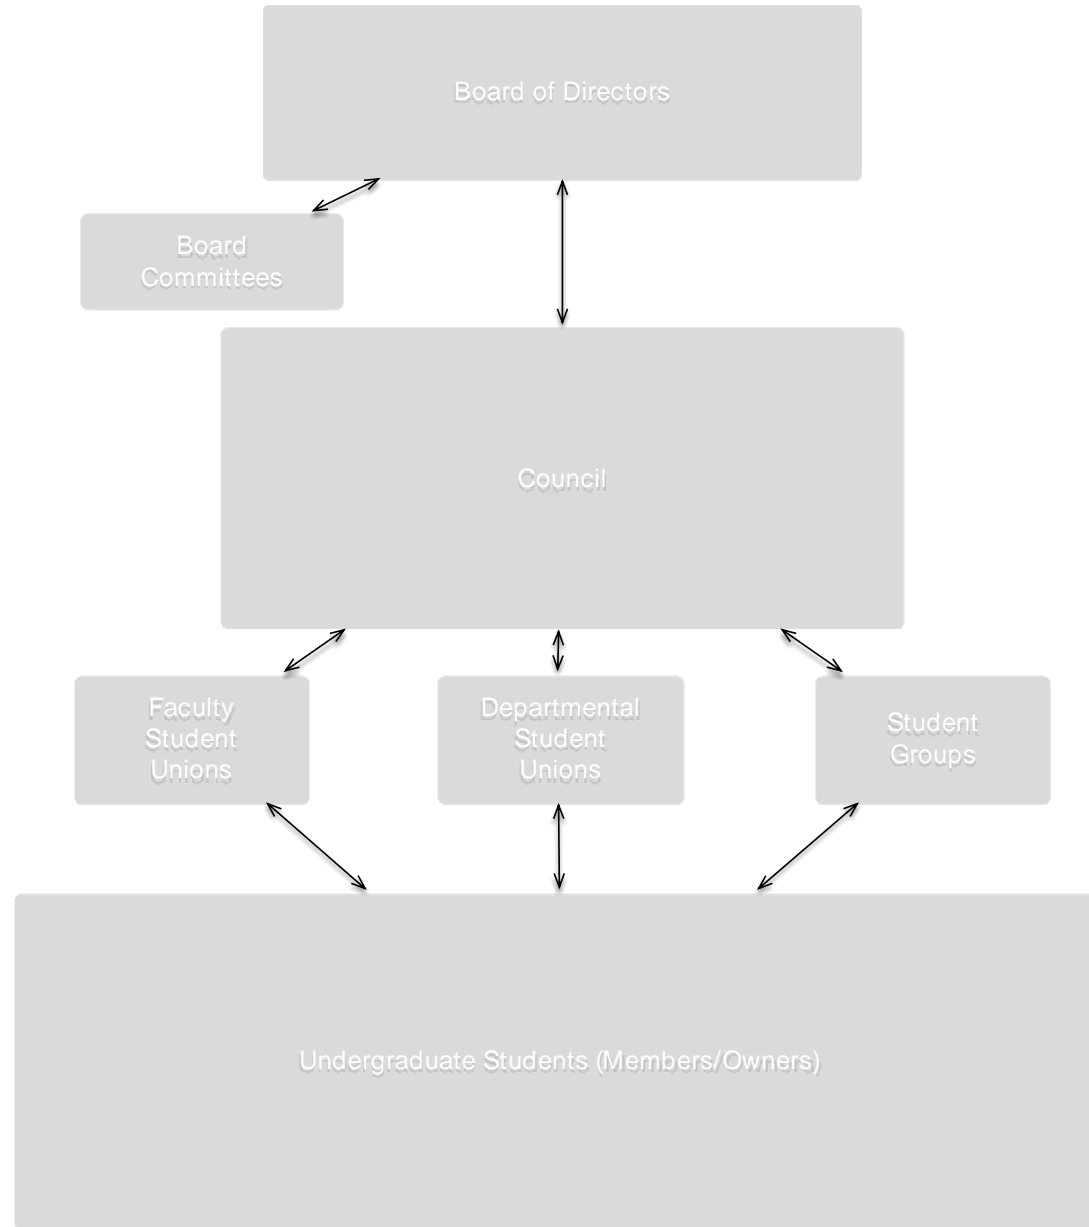 Board of Directors
Board
Committees
Council
Faculty
Student
Unions
Departmental
Student
Unions
Student
Groups
Undergraduate Students (Members/Owners)